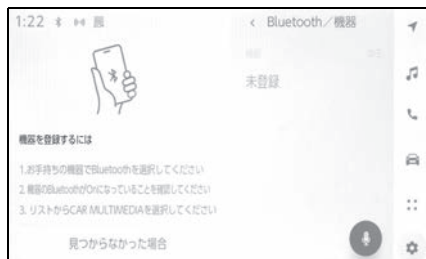 1:22
< Bluetooth/機器
未登録
機器を登録するには
1.お手持ちの機器でBluetoothを選択してください
2.機器のBluetoothがOnになっていることを確認してください
3. リストからCAR MULTIMEDIAを選択してください
見つからなかった場合